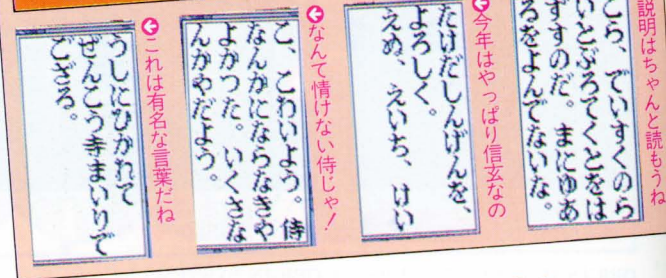 説明はちゃんと読もうね
こら、でいすくのら
いとぷろてくとをは
ずすのだ。まにゆあ
るをよんでないな。
今年はやっぱり信玄なの
たけだしんげんを、
よろしく。
えぬ、えいち、けい
なんて情けない侍じゃ!
こ、こわいよう。侍
なんかにならなきや
よかつた。いくさな
んかやだよう。
これは有名な言葉だね
うしにひかれて
ぜんこう寺まいりで
ござる。